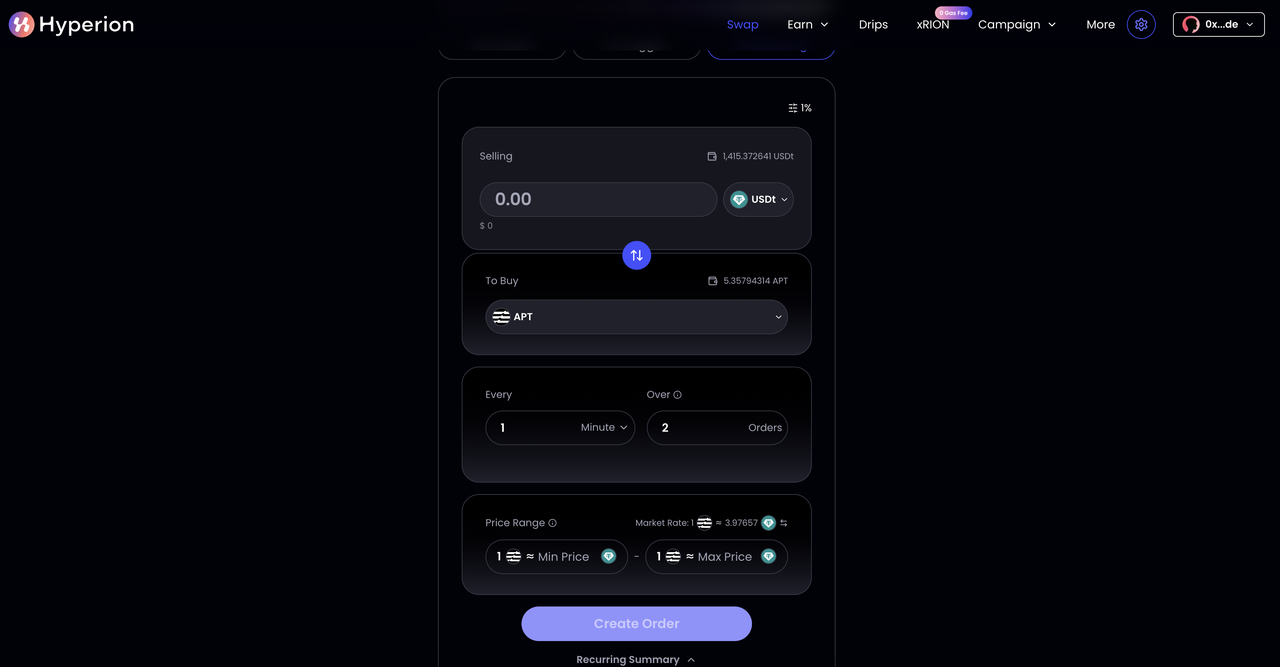 Hyperion
Swap Earn Drips xRION 0 Gas Fee Campaign More 0x...de
1%
Selling 1,415.372641 USDt
0.00 USDt
$ 0
To Buy 5.35794314 APT
APT
Every Over
1 Minute 2 Orders
Price Range Market Rate: 1 ≈ 3.97657
1 ≈ Min Price - 1 ≈ Max Price
Create Order
Recurring Summary